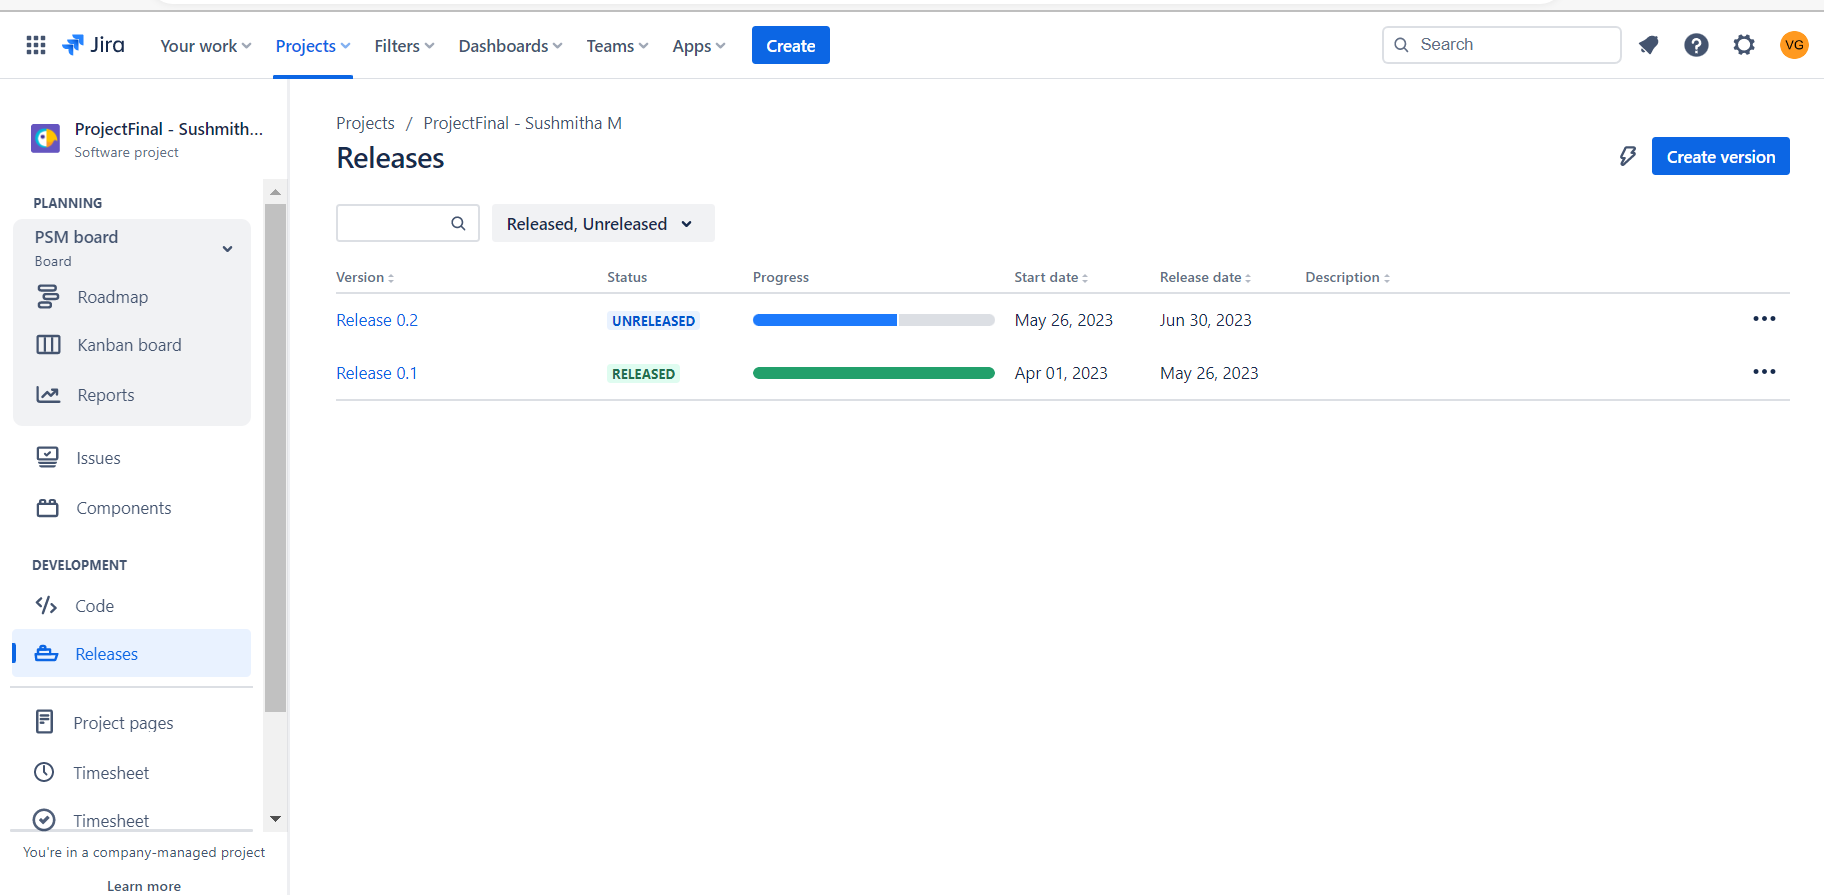 Jira
Your work
Projects
Filters
Dashboards
Teams
Apps
Create
Search
VG
ProjectFinal - Sushmith...
Software project
PLANNING
PSM board
Board
Roadmap
Kanban board
Reports
Issues
Components
DEVELOPMENT
Code
Releases
Project pages
Timesheet
Timesheet
You're in a company-managed project
Learn more
Projects / ProjectFinal - Sushmitha M
Releases
Create version
Released, Unreleased
Version Status Progress Start date Release date Description
Release 0.2 UNRELEASED May 26, 2023 Jun 30, 2023
Release 0.1 RELEASED Apr 01, 2023 May 26, 2023